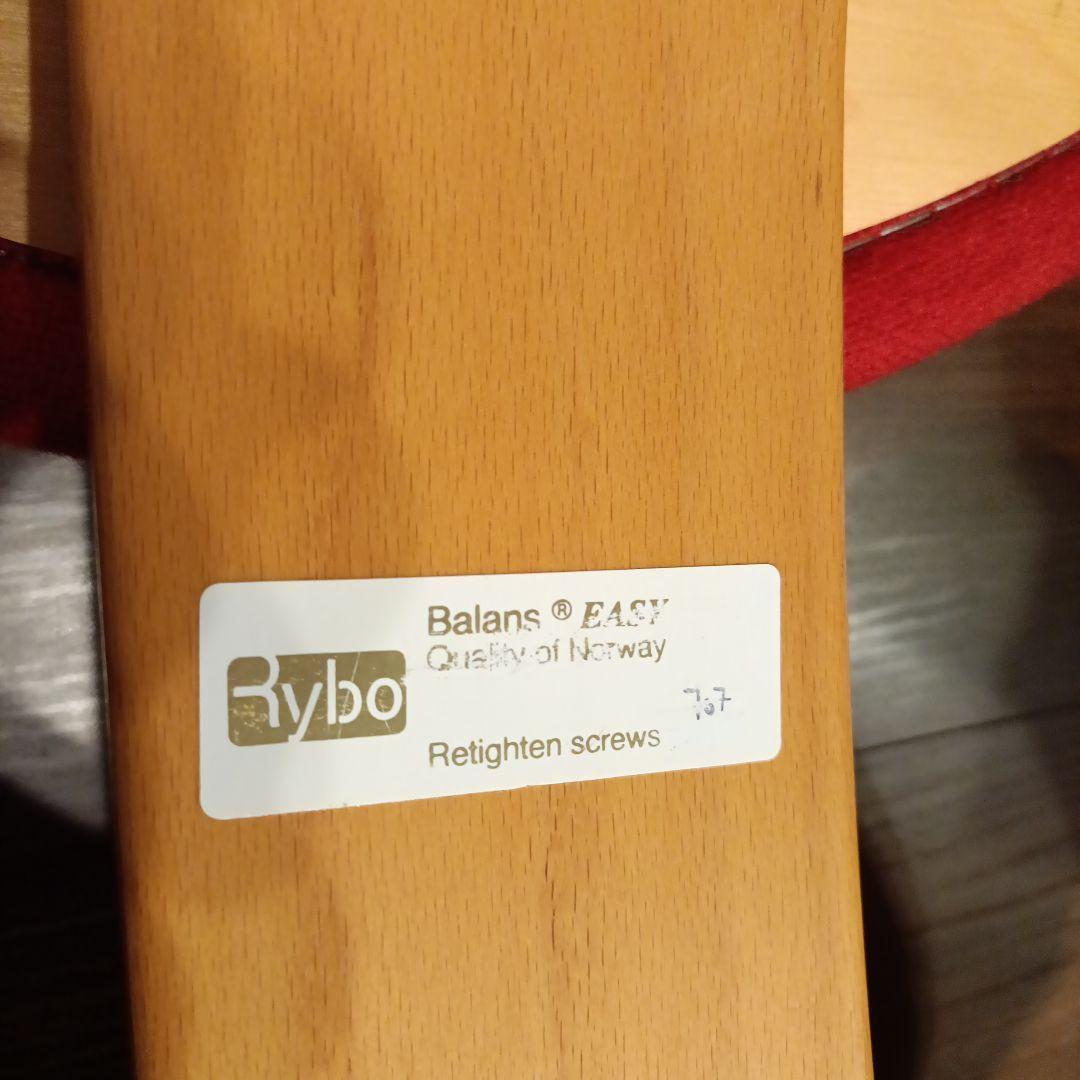 Rybo
Balans ® EASY
Quality of Norway
767
Retighten screws